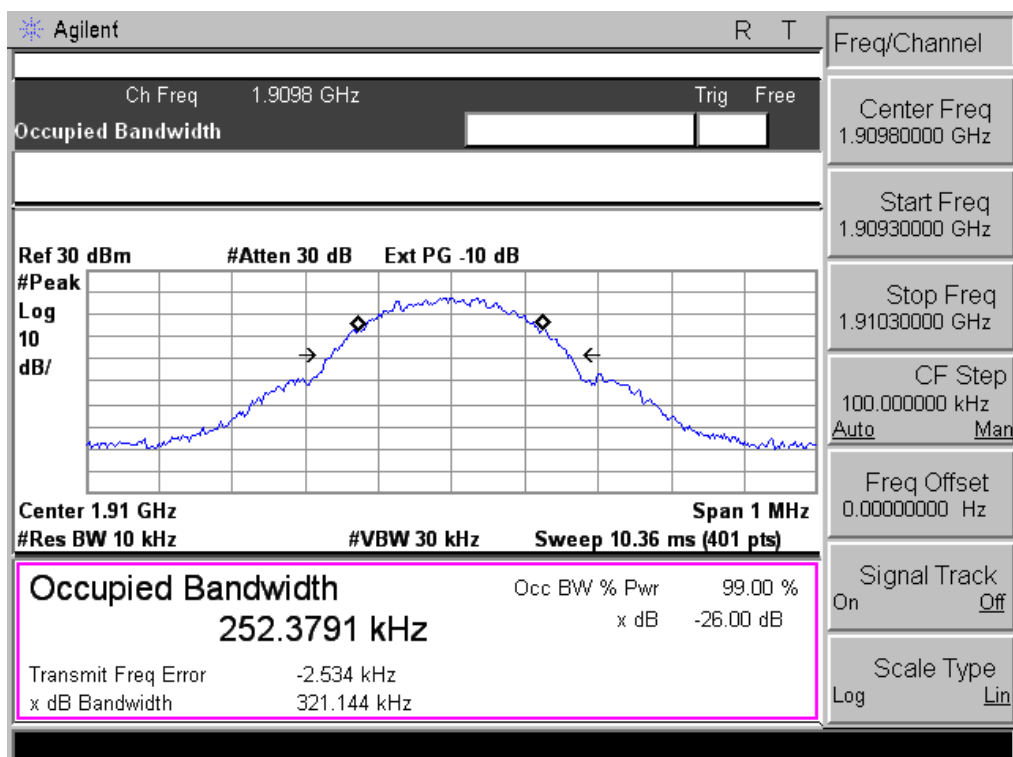 Agilent R T
Freq/Channel
Ch Freq 1.9098 GHz Trig Free
Occupied Bandwidth
Center Freq
1.90980000 GHz
Start Freq
1.90930000 GHz
Ref 30 dBm #Atten 30 dB Ext PG -10 dB
#Peak
Log
10
dB/
Stop Freq
1.91030000 GHz
CF Step
100.000000 kHz
Auto Man
Freq Offset
0.00000000 Hz
Center 1.91 GHz Span 1 MHz
#Res BW 10 kHz #VBW 30 kHz Sweep 10.36 ms (401 pts)
Occupied Bandwidth Occ BW % Pwr 99.00 %
252.3791 kHz x dB -26.00 dB
Transmit Freq Error -2.534 kHz
x dB Bandwidth 321.144 kHz
Signal Track
On Off
Scale Type
Log Lin